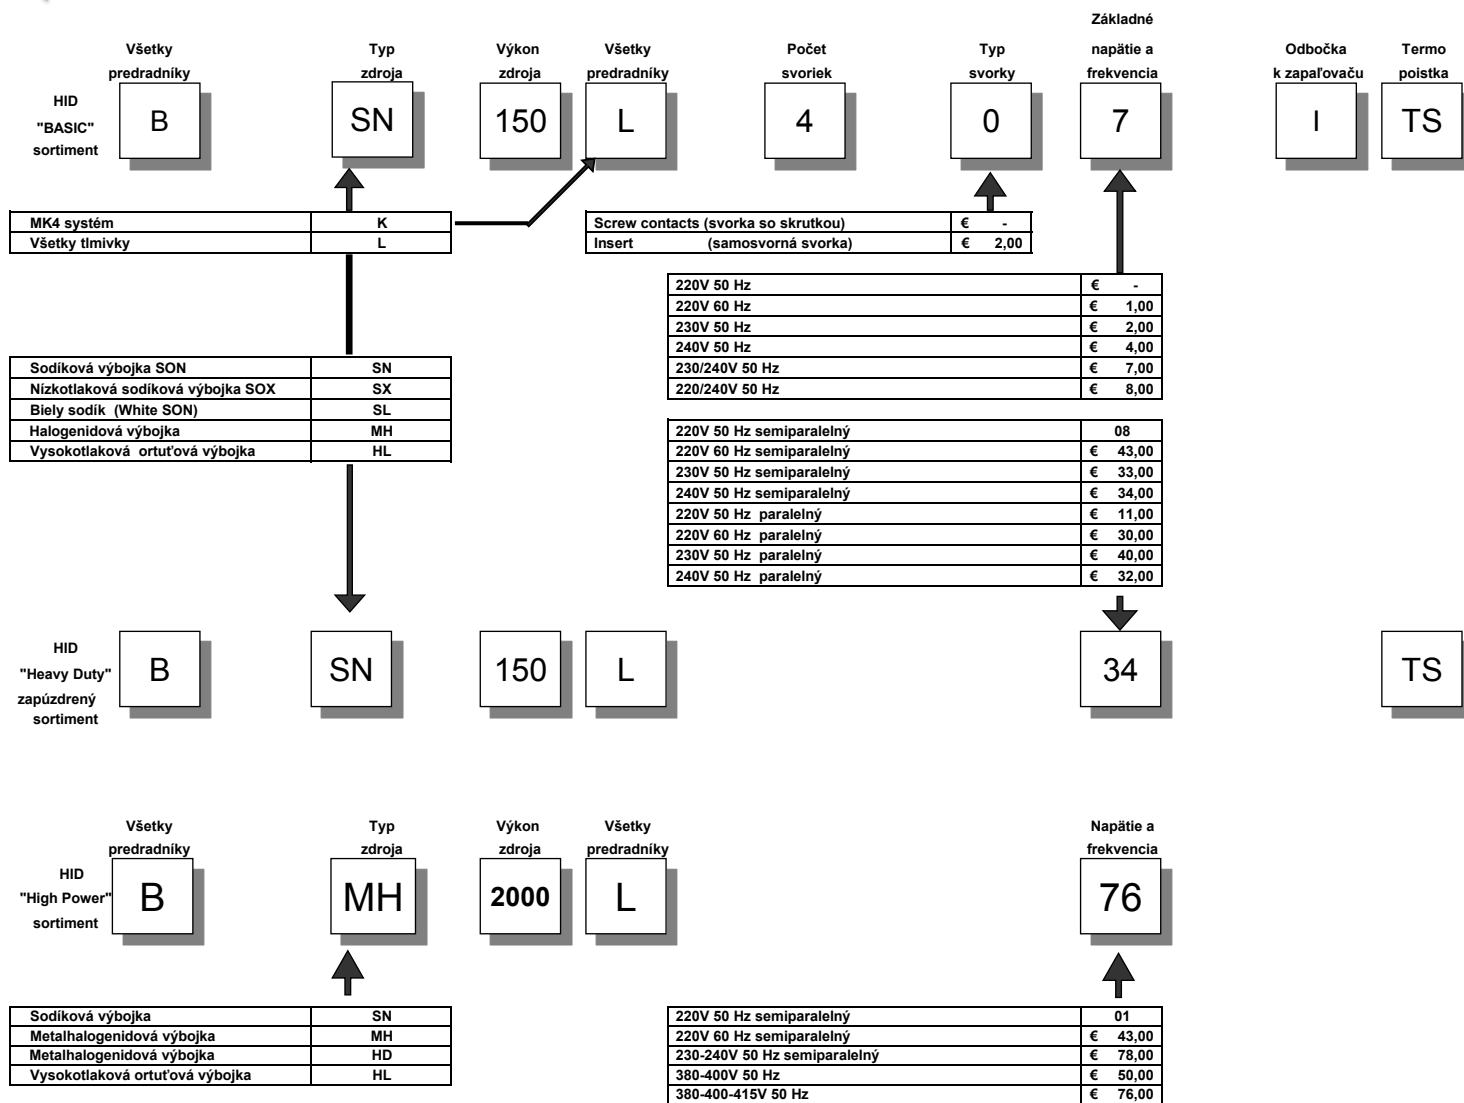 Základné
Všetky Typ Výkon Všetky Počet Typ napätie a Odbočka Termo
predradníky zdroja zdroja predradníky svoriek svorky frekvencia k zapaľovaču poistka
HID
"BASIC"
sortiment
B SN 150 L 4 0 7 I TS
MK4 systém K
Všetky tlmivky L
Screw contacts (svorka so skrutkou) € -
Insert (samosvorná svorka) € 2,00
220V 50 Hz € -
220V 60 Hz € 1,00
230V 50 Hz € 2,00
240V 50 Hz € 4,00
230/240V 50 Hz € 7,00
220/240V 50 Hz € 8,00
Sodíková výbojka SON SN
Nízkotlaková sodíková výbojka SOX SX
Biely sodík (White SON) SL
Halogenidová výbojka MH
Vysokotlaková ortuťová výbojka HL
220V 50 Hz semiparalelný 08
220V 60 Hz semiparalelný € 43,00
230V 50 Hz semiparalelný € 33,00
240V 50 Hz semiparalelný € 34,00
220V 50 Hz paralelný € 11,00
220V 60 Hz paralelný € 30,00
230V 50 Hz paralelný € 40,00
240V 50 Hz paralelný € 32,00
HID
"Heavy Duty"
zapúzdrený
sortiment
B SN 150 L 34 TS
Všetky Typ Výkon Všetky Napätie a
predradníky zdroja zdroja predradníky frekvencia
HID
"High Power"
sortiment
B MH 2000 L 76
Sodíková výbojka SN
Metalhalogenidová výbojka MH
Metalhalogenidová výbojka HD
Vysokotlaková ortuťová výbojka HL
220V 50 Hz semiparalelný 01
220V 60 Hz semiparalelný € 43,00
230-240V 50 Hz semiparalelný € 78,00
380-400V 50 Hz € 50,00
380-400-415V 50 Hz € 76,00